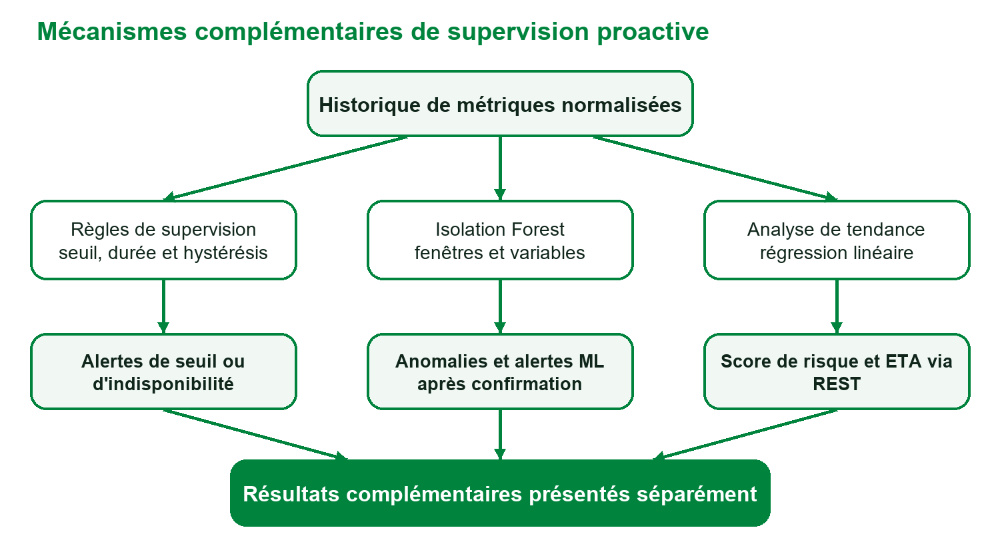 Mécanismes complémentaires de supervision proactive
Historique de métriques normalisées
Règles de supervision
seuil, durée et hystérésis
Isolation Forest
fenêtres et variables
Analyse de tendance
régression linéaire
Alertes de seuil ou
d'indisponibilité
Anomalies et alertes ML
après confirmation
Score de risque et ETA via
REST
Résultats complémentaires présentés séparément